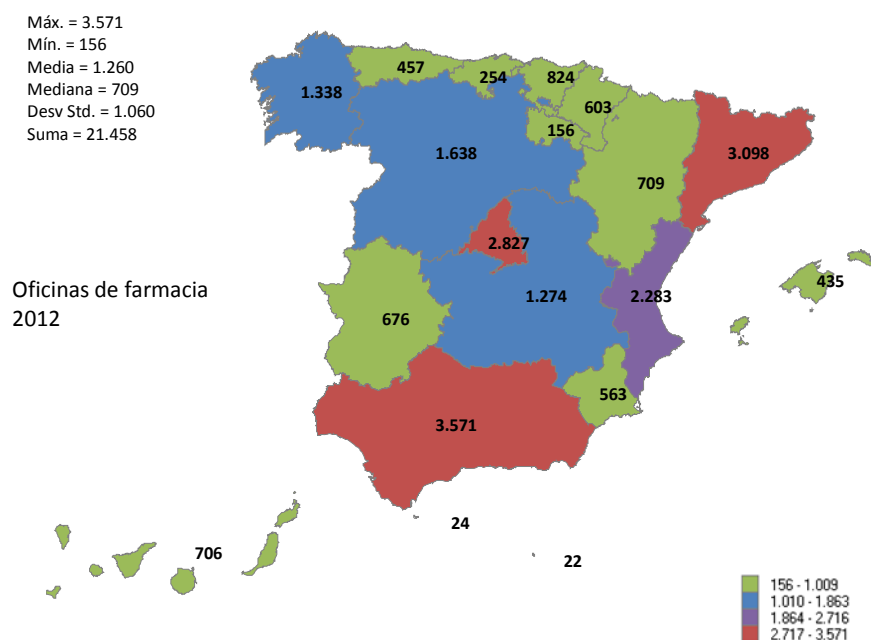 Máx. = 3.571
Mín. = 156
Media = 1.260
Mediana = 709
Desv Std. = 1.060
Suma = 21.458
457
254
824
1.338
603
156
1.638
3.098
709
2.827
435
Oficinas de farmacia
2012
1.274
2.283
676
563
3.571
24
706
22
156 - 1.009
1.010 - 1.863
1.864 - 2.716
2.717 - 3.571